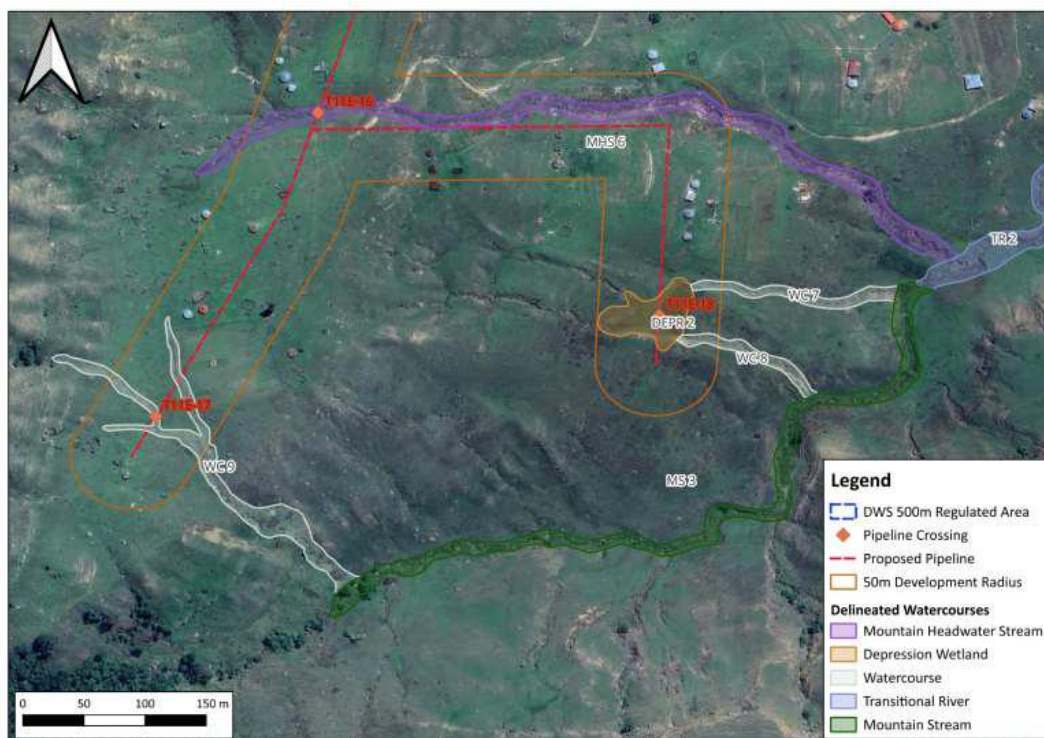 MHS 6
TR 2
WC 7
DEPR 2
WC 8
WC 9
MS 3
0 50 100 150 m
Legend
DWS 500m Regulated Area
Pipeline Crossing
Proposed Pipeline
50m Development Radius
Delineated Watercourses
Mountain Headwater Stream
Depression Wetland
Watercourse
Transitional River
Mountain Stream